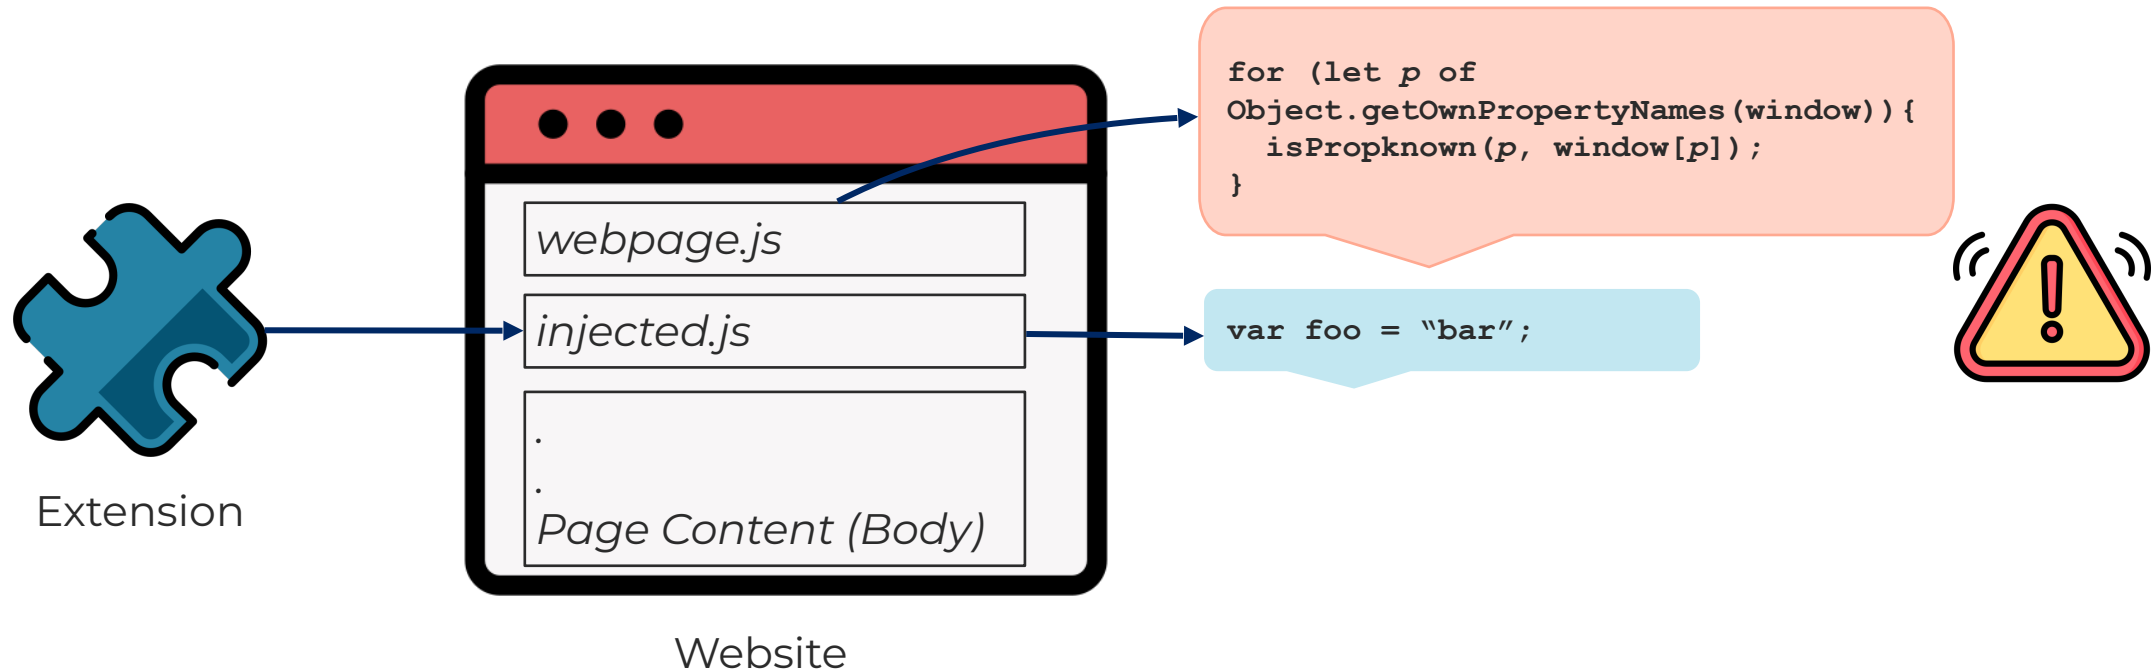 for (let p of
Object.getOwnPropertyNames(window)){
  isPropknown(p, window[p]);
}
webpage.js
injected.js
var foo = “bar”;
.
.
Page Content (Body)
Extension
Website